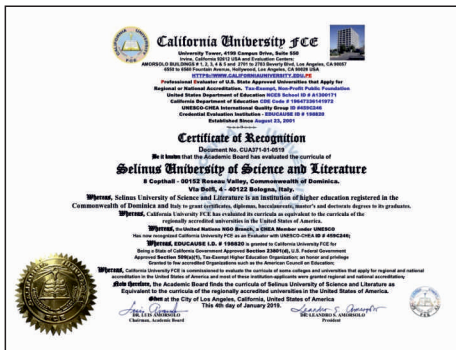 California University FCE
University Tower, 4199 Campus Drive, Suite 550
Irvine, California 92612 USA and Evaluation Centers:
AMORSOLO BUILDINGS # 1, 2, 3, 4 & 5 and 2701 to 2703 Beverly Blvd, Los Angeles, CA 90057
4550 to 4560 Fountain Avenue, Hollywood, Los Angeles, CA 90029 USA
HTTPS://WWW.CALIFORNIAUNIVERSITY.EDU.PE
Professional Evaluator of U.S. State Approved Universities that Apply for
Regional or National Accreditation. Tax-Exempt, Non-Profit Public Foundation
United States Department of Education NCES School ID # A1300171
California Department of Education CDE Code # 19647336141972
UNESCO-CHEA International Quality Group ID # 459C246
Credential Evaluation Institution - EDUCAUSE ID # 198820
Established Since August 23, 2001
Certificate of Recognition
Document No. CUA371-01-0519
Be it known that the Academic Board has evaluated the curricula of
Selinus University of Science and Literature
8 Copthall - 00152 Roseau Valley, Commonwealth of Dominica.
Via Delfi, 4 - 40122 Bologna, Italy.
Whereas, Selinus University of Science and Literature is an institution of higher education registered in the
Commonwealth of Dominica and Italy to grant certificates, diplomas, baccalaureate, master's and doctorate degrees to its graduates.
Whereas, California University FCE has evaluated its curricula as equivalent to the curricula of the
regionally accredited universities in the United States of America.
Whereas, the United Nations NGO Branch, a CHEA Member under UNESCO
Has now recognized California University FCE as an Evaluator with UNESCO-CHEA ID # 459C246;
Whereas, EDUCAUSE I.D. # 198820 is granted to California University FCE for
Being a State of California Government Approved Section 23801(d), U.S. Federal Government
Approved Section 509(a)(1), Tax-Exempt Higher Education Organization; an honor and privilege
Granted to few accredited Organizations such as the American Council on Education;
Whereas, California University FCE is commissioned to evaluate the curricula of some colleges and universities that apply for regional and national
accreditation in the United States of America and most of these institution-applicants were granted regional and national accreditation;
Now therefore, the Academic Board finds the curricula of Selinus University of Science and Literature as
Equivalent to the curricula of the regionally accredited universities in the United States of America.
Given at the City of Los Angeles, California, United States of America
This 4th day of January 2019.
DR. LUIS AMORSOLO
Chairman, Academic Board
DR. LEANDRO S. AMORSOLO
President